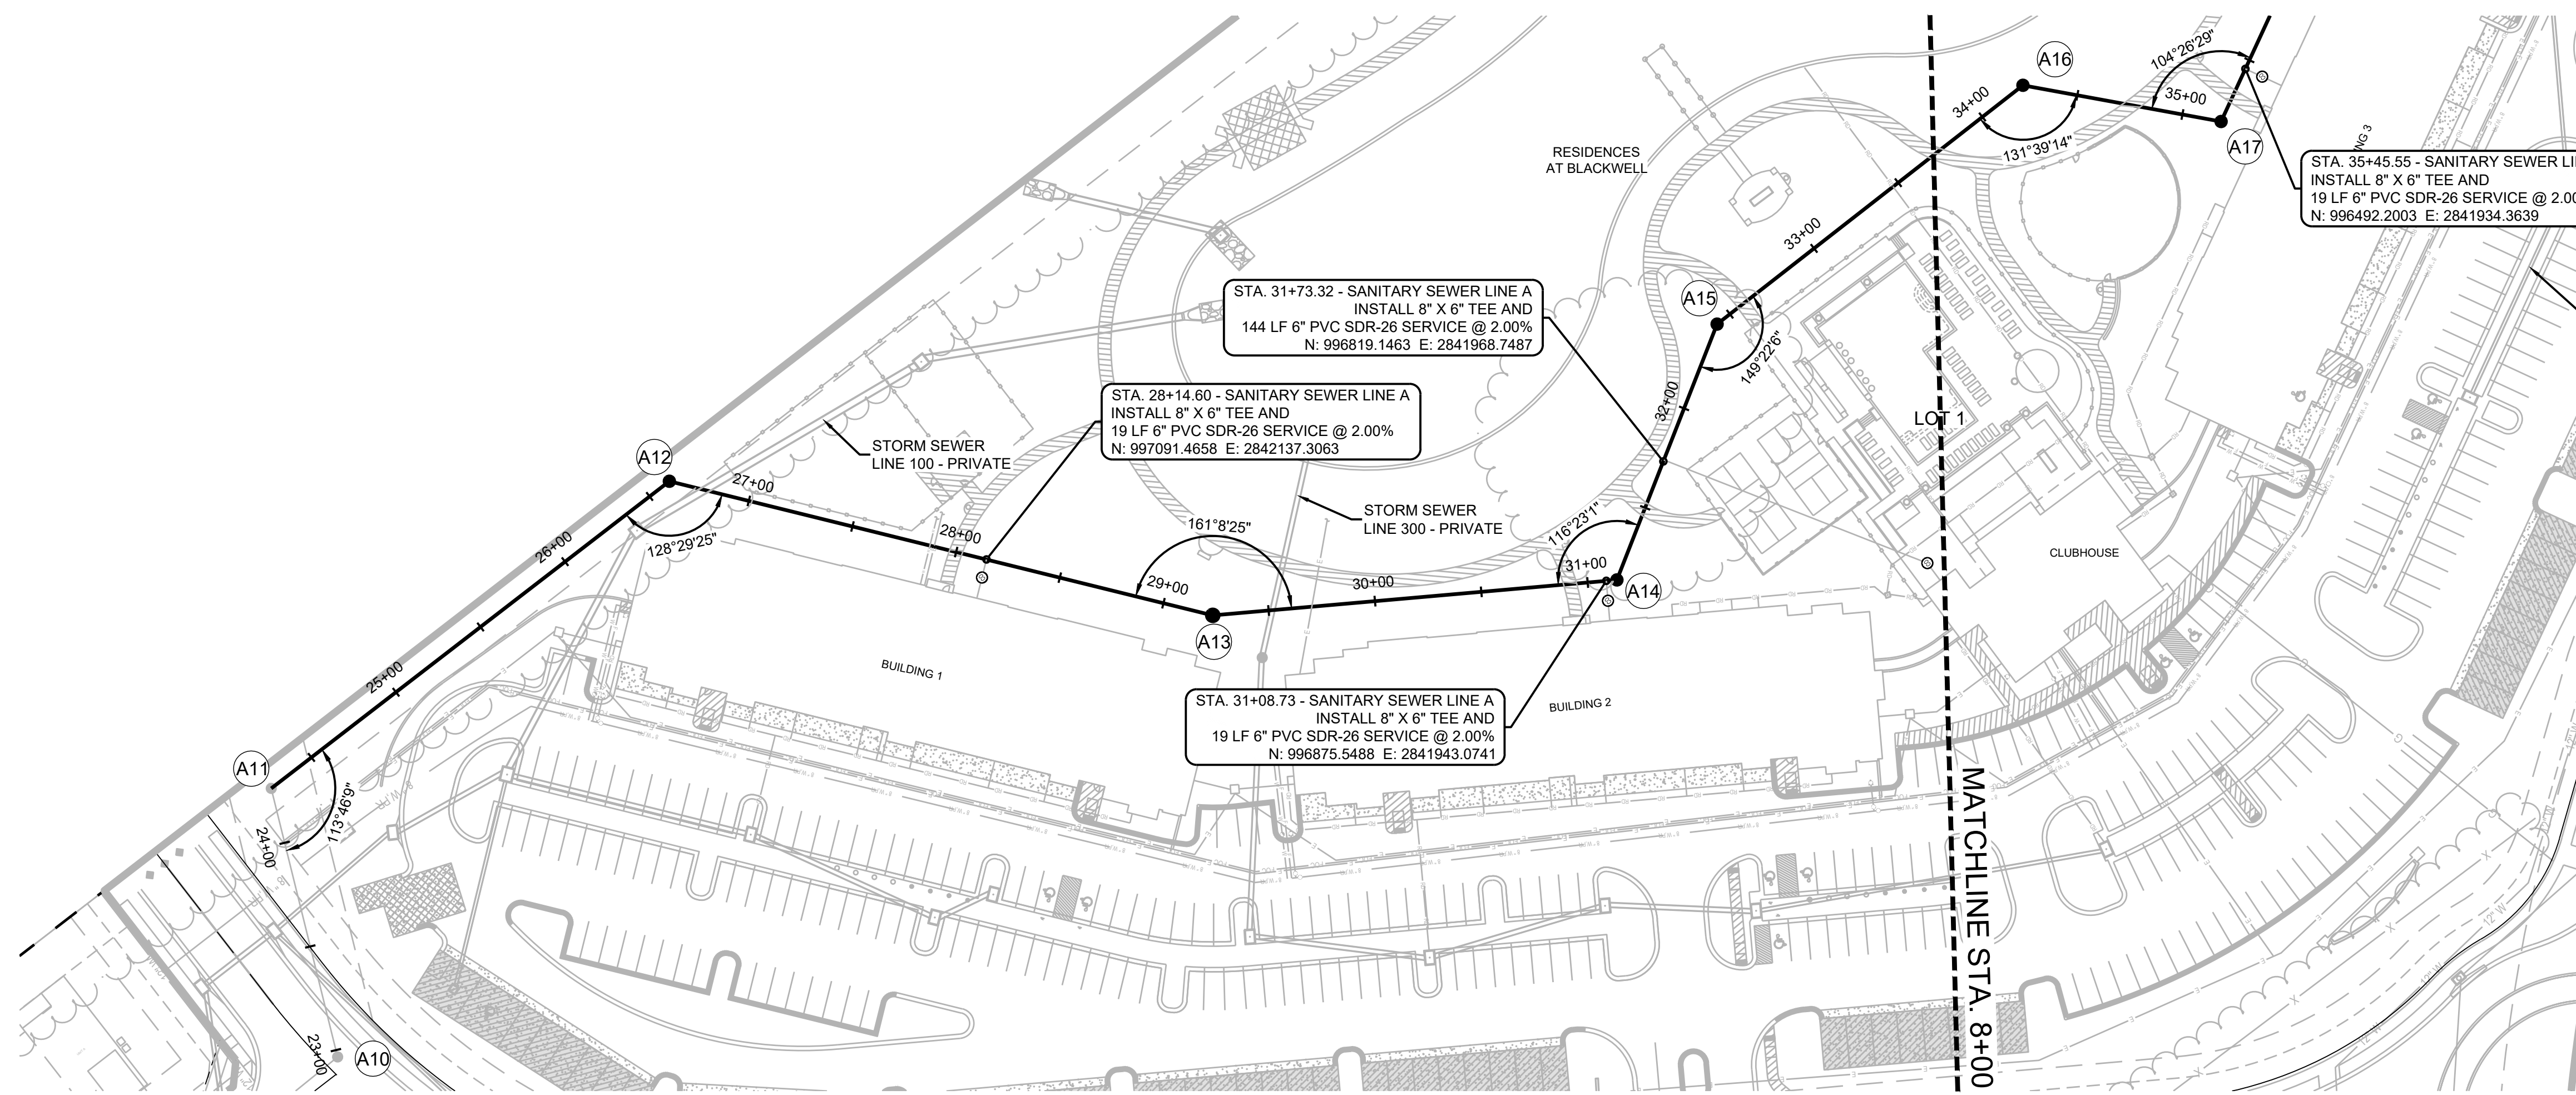 A16
104°26'29"
35+00
34+00
131°39'14"
A17
RESIDENCES
AT BLACKWELL
NG 3
STA. 35+45.55 - SANITARY SEWER LI
INSTALL 8" X 6" TEE AND
19 LF 6" PVC SDR-26 SERVICE @ 2.00
N: 996492.2003 E: 2841934.3639
33+00
STA. 31+73.32 - SANITARY SEWER LINE A
INSTALL 8" X 6" TEE AND
144 LF 6" PVC SDR-26 SERVICE @ 2.00%
N: 996819.1463 E: 2841968.7487
A15
149°22'6"
32+00
STA. 28+14.60 - SANITARY SEWER LINE A
INSTALL 8" X 6" TEE AND
19 LF 6" PVC SDR-26 SERVICE @ 2.00%
N: 997091.4658 E: 2842137.3063
LOT 1
STORM SEWER
LINE 100 - PRIVATE
A12
27+00
128°29'25"
26+00
28+00
161°8'25"
STORM SEWER
LINE 300 - PRIVATE
116°23'1"
31+00
A14
CLUBHOUSE
29+00
30+00
A13
25+00
BUILDING 1
BUILDING 2
STA. 31+08.73 - SANITARY SEWER LINE A
INSTALL 8" X 6" TEE AND
19 LF 6" PVC SDR-26 SERVICE @ 2.00%
N: 996875.5488 E: 2841943.0741
A11
113°46'9"
24+00
MATCHLINE STA. 8+00
23+00
A10